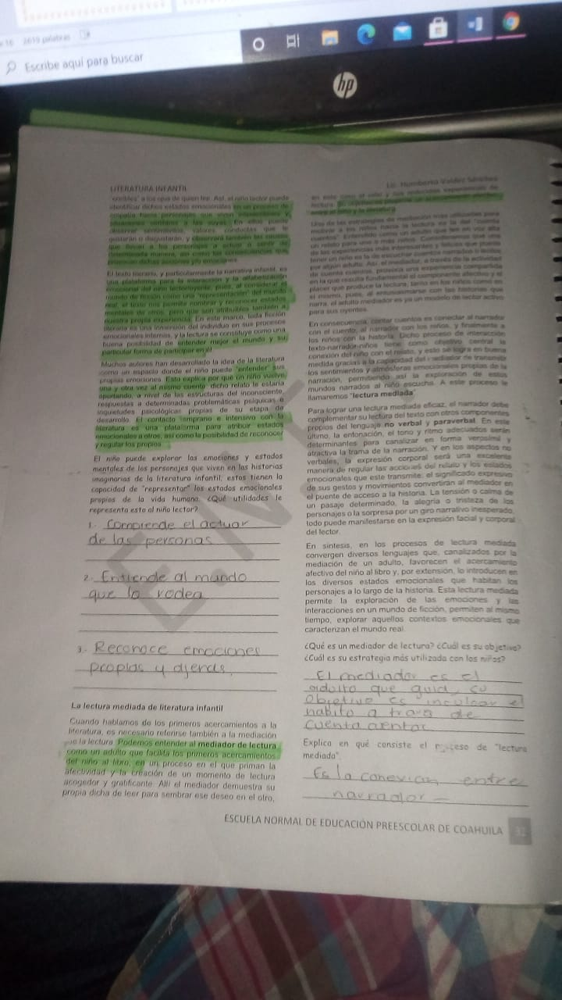 2619 palabras
Escribe aquí para buscar
hp
LITERATURA INFANTIL
Lic. Humberto Valdez Sánchez
creíbles" a los ojos de quien lee. Así, el niño lector puede
identificar dichos estados emocionales en un proceso de
empatía hacia personajes que viven
situaciones similares a las suyas. En ellos puede
observar sentimientos, valores, conductas que le
gustarán o disgustarán, y observará también las causas
que llevan a los personajes a actuar o sentir de
determinada manera, así como las consecuencias que
El texto literario, y particularmente la narrativa infantil, es
una plataforma para la interacción y la alfabetización
emocional del niño lector/oyente, pues, al considerar el
mundo de ficción como una "representación" del mundo
real, el texto nos permite nombrar y reconocer estados
mentales de otros, pero que son atribuibles también a
nuestra propia experiencia. En este marco, toda ficción
literaria es una inmersión del individuo en sus procesos
emocionales internos, y la lectura se constituye como una
buena posibilidad de entender mejor el mundo y su
particular forma de participar en él.
Muchos autores han desarrollado la idea de la literatura
como un espacio donde el niño puede "entender" sus
propias emociones. Esto explica por qué un niño vuelve
una y otra vez al mismo cuento: dicho relato le estaría
aportando, a nivel de las estructuras del inconsciente,
respuestas a determinadas problemáticas psíquicas e
inquietudes psicológicas propias de su etapa de
desarrollo. El contacto temprano e intensivo con la
literatura es una plataforma para atribuir estados
emocionales a otros, así como la posibilidad de reconocer
y regular los propios.
El niño puede explorar las emociones y estados
mentales de los personajes que viven en las historias
imaginarias de la literatura infantil; estos tienen la
capacidad de "representar" los estados emocionales
propios de la vida humana. ¿Qué utilidades le
representa esto al niño lector?
1.- Comprende el actuar
de las personas
2. Entiende al mundo
que lo rodea
3.- Reconoce emociones
propias y ajenas.
La lectura mediada de literatura infantil
Cuando hablamos de los primeros acercamientos a la
literatura, es necesario referirse también a la mediación
de la lectura. Podemos entender al mediador de lectura
como un adulto que facilita los primeros acercamientos
del niño al libro, en un proceso en el que priman la
afectividad y la creación de un momento de lectura
acogedor y gratificante. Allí el mediador demuestra su
propia dicha de leer para sembrar ese deseo en el otro,
Una de las estrategias de mediación más utilizadas para
motivar a los niños hacia la lectura es la del "cuenta
cuentos". Entendido como un adulto que lee en voz alta
un relato para uno o más niños. Consideramos que una
de las experiencias más interesantes y felices que puede
tener un niño es la de escuchar cuentos narrados o leídos
por algún adulto. Así, el mediador, a través de la actividad
de cuenta cuentos, provoca una experiencia compartida
en la que resulta fundamental el componente afectivo y el
placer que produce la lectura, tanto en los niños como en
sí mismo, pues, al entusiasmarse con las historias que
narra, el adulto mediador es ya un modelo de lector activo
para sus oyentes.
En consecuencia, contar cuentos es conectar al narrador
con el cuento, al narrador con los niños, y finalmente a
los niños con la historia. Dicho proceso de interacción
texto-narrador-niños tiene como objetivo central la
conexión del niño con el relato, y esto se logra en buena
medida gracias a la capacidad del mediador de transmitir
los sentimientos y atmósferas emocionales propias de la
narración, permitiendo así la exploración de estos
mundos narrados al niño escucha. A este proceso le
llamaremos "lectura mediada".
Para lograr una lectura mediada eficaz, el narrador debe
complementar su lectura del texto con otros componentes
propios del lenguaje no verbal y paraverbal. En este
último, la entonación, el tono y ritmo adecuados serán
determinantes para canalizar en forma verosímil y
atractiva la trama de la narración. Y en los aspectos no
verbales, la expresión corporal será una excelente
manera de regular las acciones del relato y los estados
emocionales que este transmite: el significado expresivo
de sus gestos y movimientos convertirán al mediador en
el puente de acceso a la historia. La tensión o calma de
un pasaje determinado, la alegría o tristeza de los
personajes o la sorpresa por un giro narrativo inesperado,
todo puede manifestarse en la expresión facial y corporal
del lector.
En síntesis, en los procesos de lectura mediada
convergen diversos lenguajes que, canalizados por la
mediación de un adulto, favorecen el acercamiento
afectivo del niño al libro y, por extensión, lo introducen en
los diversos estados emocionales que habitan los
personajes a lo largo de la historia. Esta lectura mediada
permite la exploración de las emociones y las
interacciones en un mundo de ficción, permiten al mismo
tiempo, explorar aquellos contextos emocionales que
caracterizan el mundo real.
¿Qué es un mediador de lectura? ¿Cuál es su objetivo?
¿Cuál es su estrategia más utilizada con los niños?
El mediador es el
adulto que guia, su
Objetivo es inculcar el
habito a trava de
cuenta centos
Explica en qué consiste el proceso de "lectura
mediada".
Es la conexion entre
narrador –
ESCUELA NORMAL DE EDUCACIÓN PREESCOLAR DE COAHUILA
32